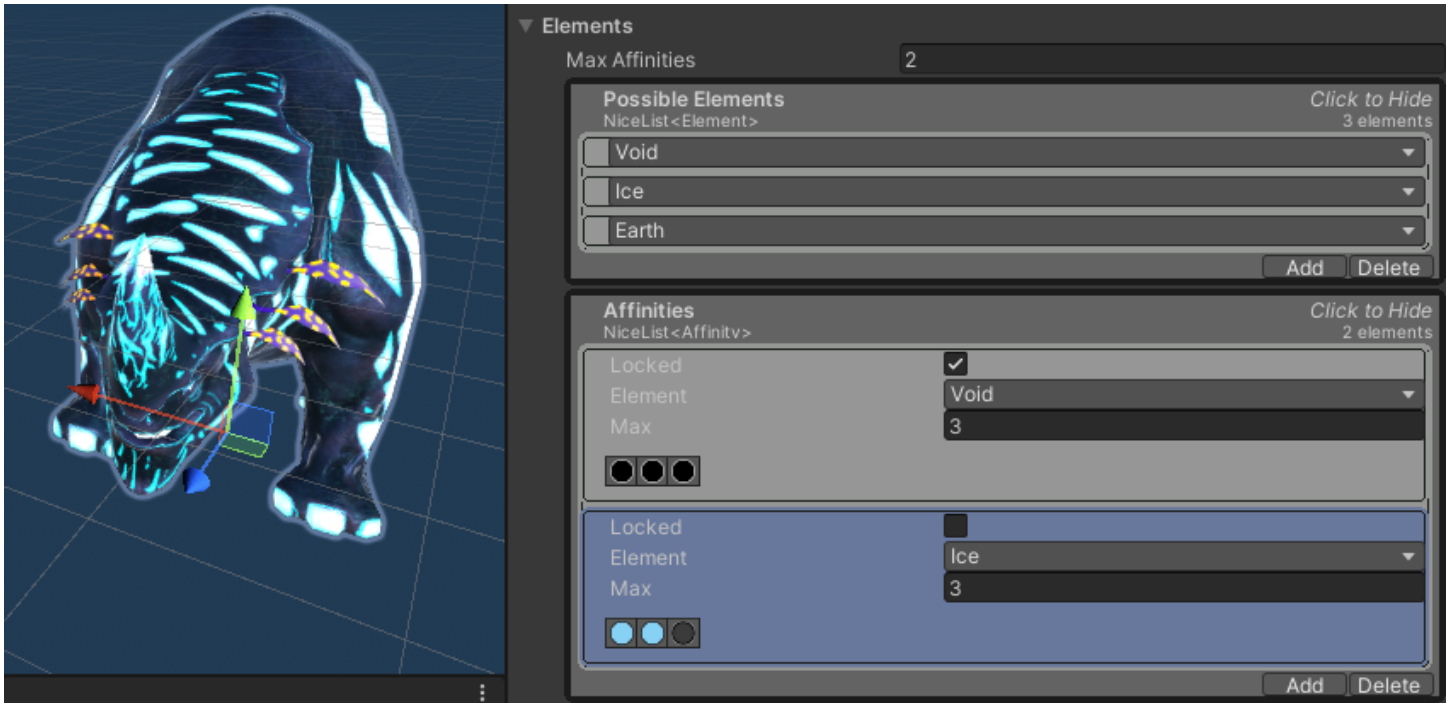 Elements
Max Affinities 2
Possible Elements Click to Hide
NiceList<Element> 3 elements
Void
Ice
Earth
Add Delete
Affinities Click to Hide
NiceList<Affinity> 2 elements
Locked
Element Void
Max 3
Locked
Element Ice
Max 3
Add Delete